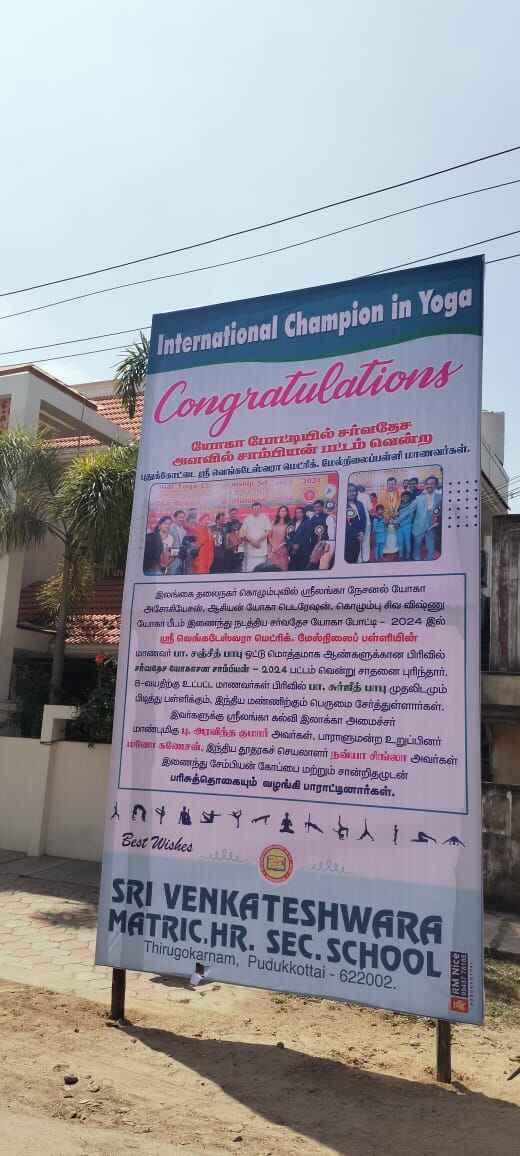 International Champion in Yoga
Congratulations
யோகா போட்டியில் சர்வதேச
அளவில் சாம்பியன் பட்டம் வென்ற
புதுக்கோட்டை ஸ்ரீ வெங்கடேஸ்வரா மெட்ரிக். மேல்நிலைப்பள்ளி மாணவர்கள்.
இலங்கை தலைநகர் கொழும்புவில் ஸ்ரீலங்கா நேசனல் யோகா
அசோசியேசன், ஆசியன் யோகா பெடரேஷன், கொழும்பு சிவ விஷ்ணு
யோகா பீடம் இணைந்து நடத்திய சர்வதேச யோகா போட்டி - 2024 இல்
ஸ்ரீ வெங்கடேஸ்வரா மெட்ரிக். மேல்நிலைப் பள்ளியின்
மாணவர் பா. சஞ்சீத் பாபு ஒட்டு மொத்தமாக ஆண்களுக்கான பிரிவில்
சர்வதேச யோகாசன சாம்பியன் - 2024 பட்டம் வென்று சாதனை புரிந்தார்.
8-வயதிற்கு உட்பட்ட மாணவர்கள் பிரிவில் பா. சுர்ஜித் பாபு முதலிடமும்
பிடித்து பள்ளிக்கும், இந்திய மண்ணிற்கும் பெருமை சேர்த்துள்ளார்கள்.
இவர்களுக்கு ஸ்ரீலங்கா கல்வி இலாக்கா அமைச்சர்
மாண்புமிகு பு. அரவிந்த குமார் அவர்கள், பாராளுமன்ற உறுப்பினர்
மனோ கணேசன், இந்திய தூதரகச் செயலாளர் நவ்யா சிங்லா அவர்கள்
இணைந்து சேம்பியன் கோப்பை மற்றும் சான்றிதழுடன்
பரிசுத்தொகையும் வழங்கி பாராட்டினார்கள்.
Best Wishes
SRI VENKATESHWARA
MATRIC.HR. SEC. SCHOOL
Thirugokarnam, Pudukkottai - 622002.
RM Nice